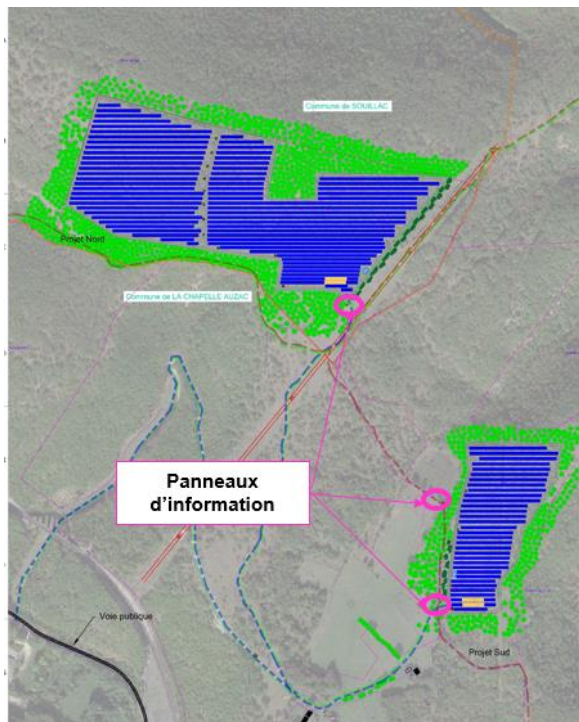 Commune de SOUILLAC
Projet Nord
Commune de LA CHAPELLE AUZAC
Panneaux
d'information
Voie publique
Projet Sud